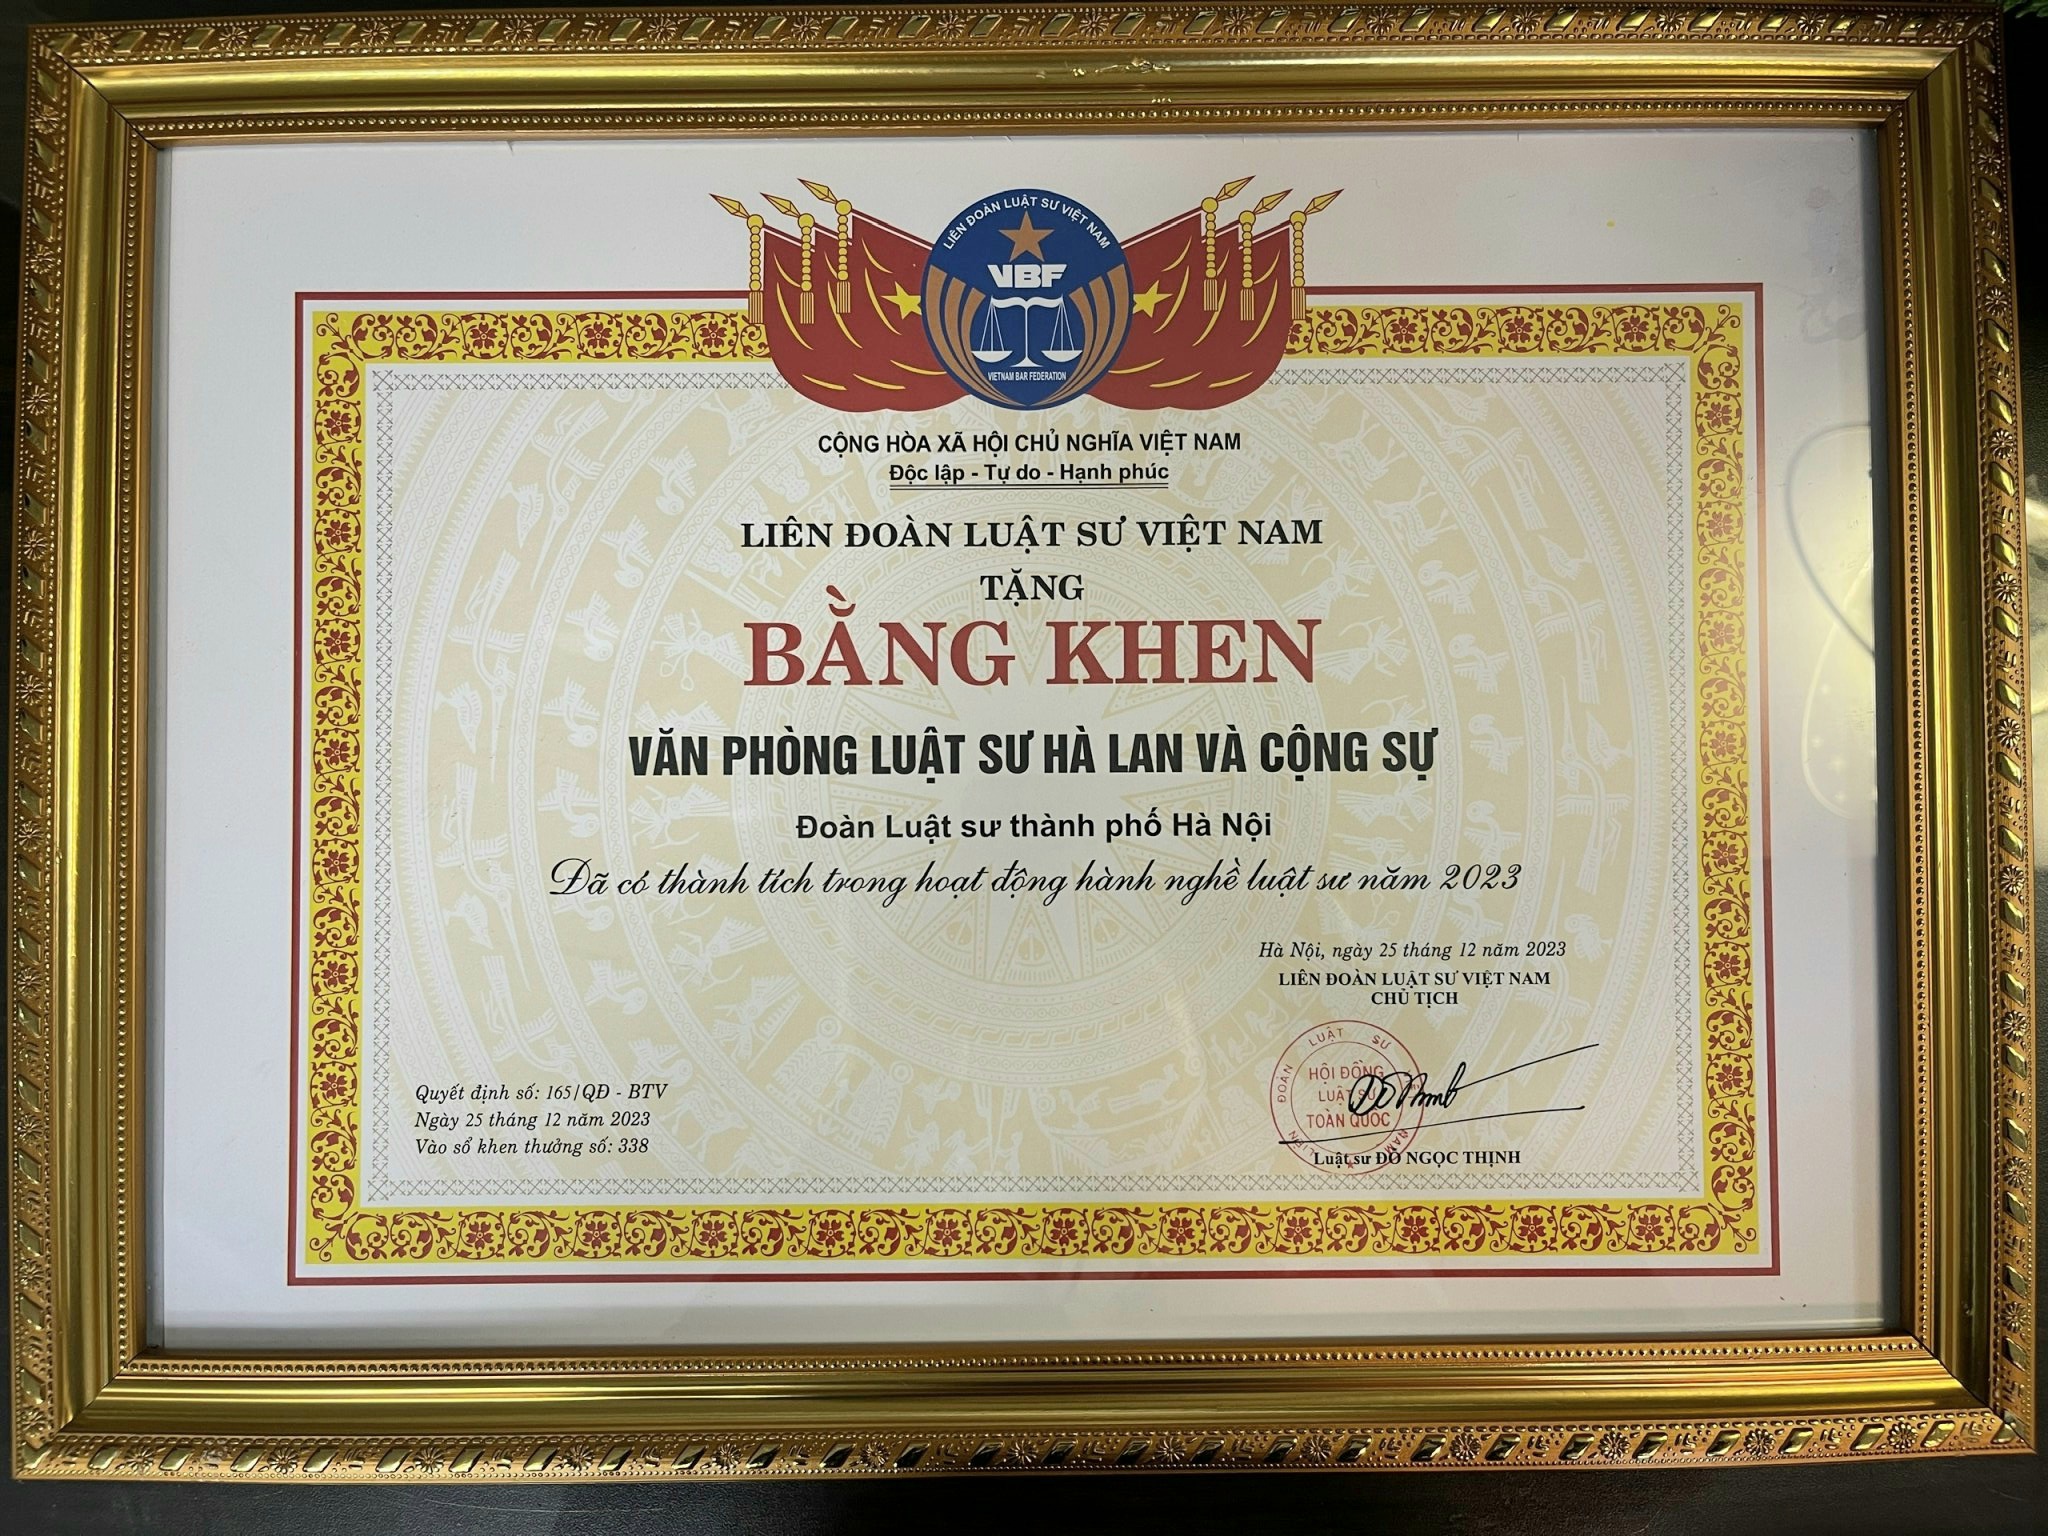 LIÊN ĐOÀN LUẬT SƯ VIỆT NAM
VBF
VIETNAM BAR FEDERATION
CỘNG HÒA XÃ HỘI CHỦ NGHĨA VIỆT NAM
Độc lập - Tự do - Hạnh phúc
LIÊN ĐOÀN LUẬT SƯ VIỆT NAM
TẶNG
BẰNG KHEN
VĂN PHÒNG LUẬT SƯ HÀ LAN VÀ CỘNG SỰ
Đoàn Luật sư thành phố Hà Nội
Đã có thành tích trong hoạt động hành nghề luật sư năm 2023
Hà Nội, ngày 25 tháng 12 năm 2023
LIÊN ĐOÀN LUẬT SƯ VIỆT NAM
CHỦ TỊCH
LIÊN ĐOÀN LUẬT SƯ NAM
HỘI ĐỒNG
LUẬT SƯ
TOÀN QUỐC
Luật sư ĐỖ NGỌC THỊNH
Quyết định số: 165/QĐ - BTV
Ngày 25 tháng 12 năm 2023
Vào sổ khen thưởng số: 338